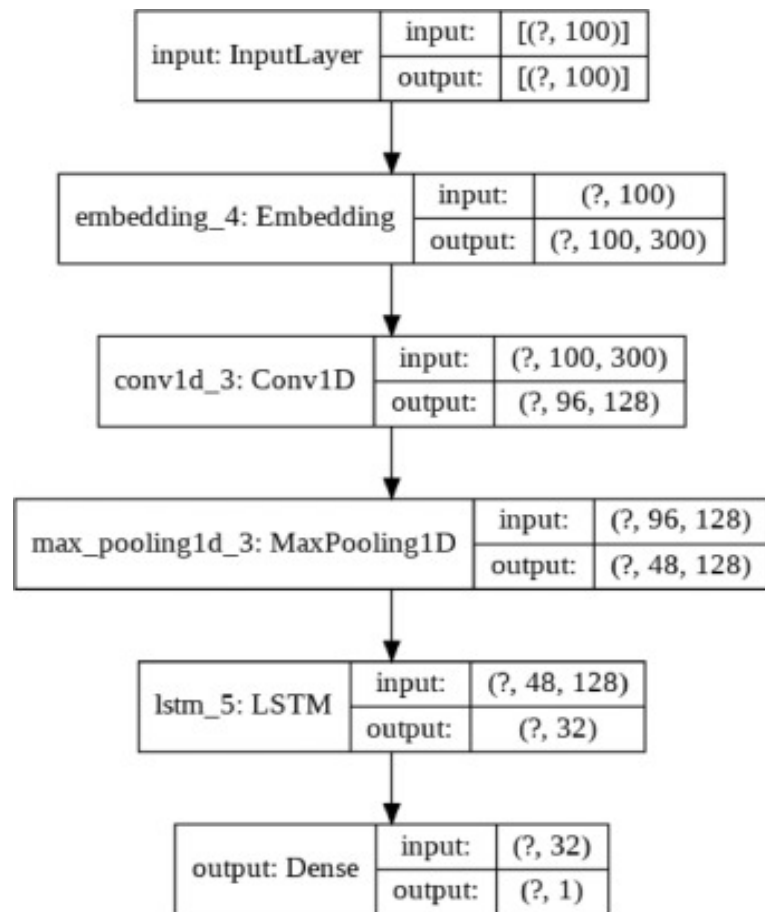 input: InputLayer
input: [(?, 100)]
output: [(?, 100)]
embedding_4: Embedding
input: (?, 100)
output: (?, 100, 300)
conv1d_3: Conv1D
input: (?, 100, 300)
output: (?, 96, 128)
max_pooling1d_3: MaxPooling1D
input: (?, 96, 128)
output: (?, 48, 128)
lstm_5: LSTM
input: (?, 48, 128)
output: (?, 32)
output: Dense
input: (?, 32)
output: (?, 1)